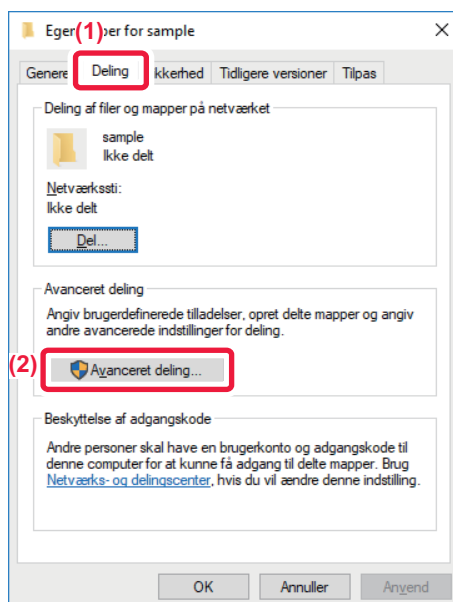 (1)
Egen per for sample
Genere Deling kkerhed Tidligere versioner Tilpas
Deling af filer og mapper på netværket
sample
Ikke delt
Netværkssti:
Ikke delt
Del...
Avanceret deling
Angiv brugerdefinerede tilladelser, opret delte mapper og angiv
andre avancerede indstillinger for deling.
(2)
Avanceret deling...
Beskyttelse af adgangskode
Andre personer skal have en brugerkonto og adgangskode til
denne computer for at kunne få adgang til delte mapper. Brug
Netværks- og delingscenter, hvis du vil ændre denne indstilling.
OK Annuller Anvend